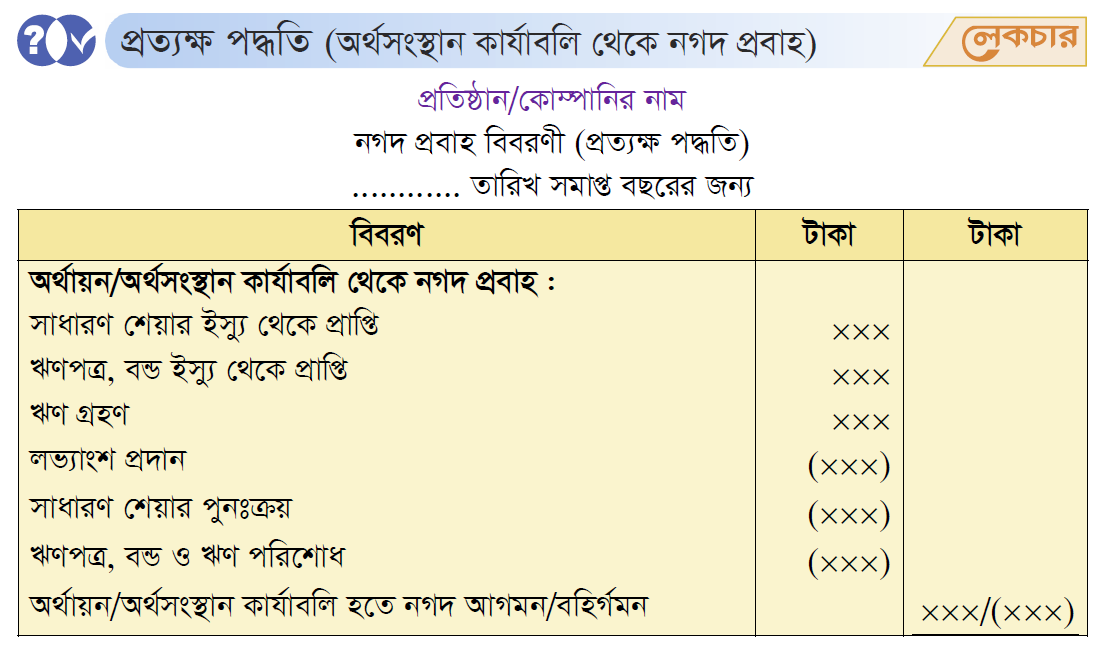 প্রত্যক্ষ পদ্ধতি (অর্থসংস্থান কার্যাবলি থেকে নগদ প্রবাহ)
লেকচার
প্রতিষ্ঠান/কোম্পানির নাম
নগদ প্রবাহ বিবরণী (প্রত্যক্ষ পদ্ধতি)
............ তারিখ সমাপ্ত বছরের জন্য
বিবরণ টাকা টাকা
অর্থায়ন/অর্থসংস্থান কার্যাবলি থেকে নগদ প্রবাহ :
সাধারণ শেয়ার ইস্যু থেকে প্রাপ্তি ×××
ঋণপত্র, বন্ড ইস্যু থেকে প্রাপ্তি ×××
ঋণ গ্রহণ ×××
লভ্যাংশ প্রদান (×××)
সাধারণ শেয়ার পুনঃক্রয় (×××)
ঋণপত্র, বন্ড ও ঋণ পরিশোধ (×××)
অর্থায়ন/অর্থসংস্থান কার্যাবলি হতে নগদ আগমন/বহির্গমন ×××/(×××)